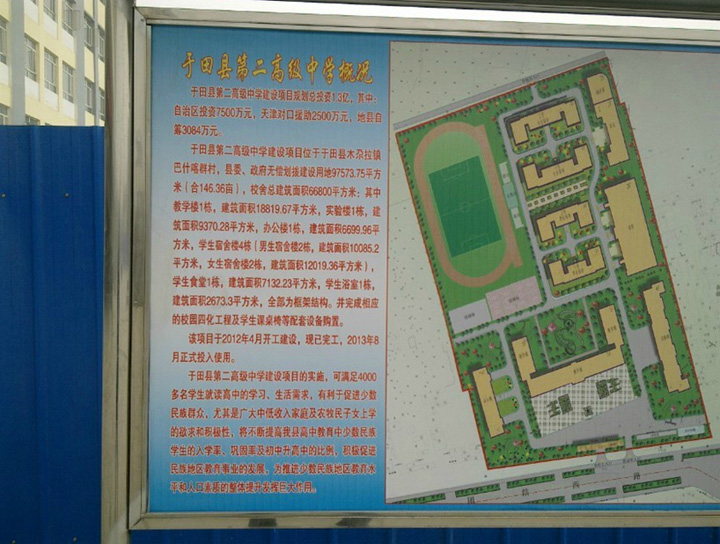 于田县第二高级中学概况
于田县第二高级中学建设项目规划总投资1.3亿，其中：
自治区投资7500万元，天津对口援助2500万元，地县自
筹3084万元。
于田县第二高级中学建设项目位于于田县木尕拉镇
巴什喀群村，县委、政府无偿划拨建设用地97573.75平方
米（合146.36亩），校舍总建筑面积66800平方米；其中
教学楼1栋，建筑面积18819.67平方米，实验楼1栋，建
筑面积9370.28平方米，办公楼1栋，建筑面积6699.96平
方米，学生宿舍楼4栋（男生宿舍楼2栋，建筑面积10085.2
平方米，女生宿舍楼2栋，建筑面积12019.36平方米），
学生食堂1栋，建筑面积7132.23平方米，学生浴室1栋，
建筑面积2673.3平方米，全部为框架结构。并完成相应
的校园四化工程及学生课桌椅等配套设备购置。
该项目于2012年4月开工建设，现已完工，2013年8
月正式投入使用。
于田县第二高级中学建设项目的实施，可满足4000
多名学生就读高中的学习、生活需求，有利于促进少数
民族群众，尤其是广大中低收入家庭及农牧民子女上学
的欲求和积极性，将不断提高我县高中教育中少数民族
学生的入学率、巩固率及初中升高中的比例，积极促进
民族地区教育事业的发展，为推进少数民族地区教育水
平和人口素质的整体提升发挥巨大作用。